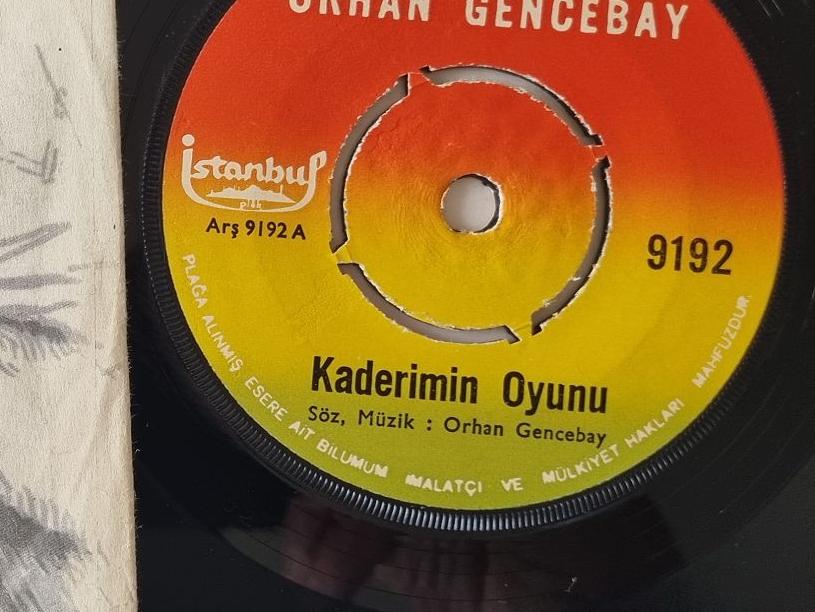 ORHAN GENCEBAY
istanbul
plak
Arş 9192 A
9192
Kaderimin Oyunu
Söz, Müzik : Orhan Gencebay
PLAĞA ALINMIŞ ESERE AİT BİLUMUM İMALATÇI VE MÜLKİYET HAKLARI MAHFUZDUR.